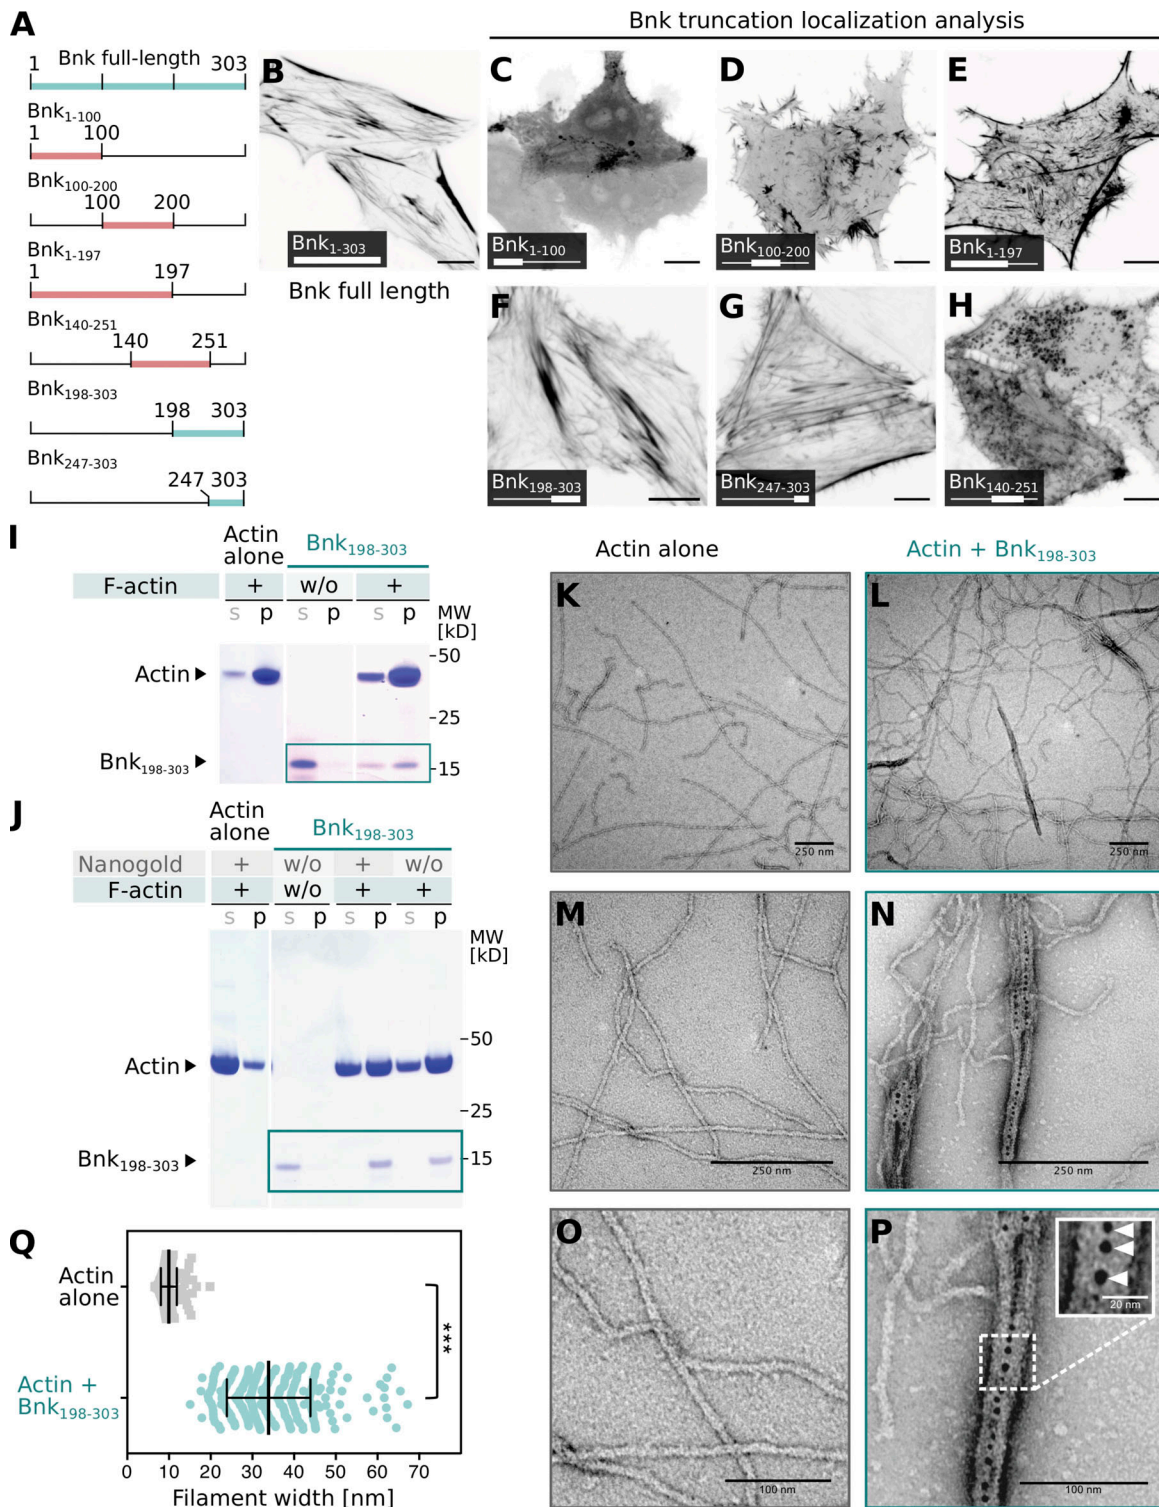 A
Bnk full-length
1 303
Bnk1-100
1 100
Bnk100-200
100 200
Bnk1-197
1 197
Bnk140-251
140 251
Bnk198-303
198 303
Bnk247-303
247 303
B
Bnk1-303
Bnk full length
Bnk truncation localization analysis
C
Bnk1-100
D
Bnk100-200
E
Bnk1-197
F
Bnk198-303
G
Bnk247-303
H
Bnk140-251
I
Actin
alone
Bnk198-303
F-actin + w/o +
s p s p s p
MW
[kD]
Actin
50
25
Bnk198-303
15
J
Actin
alone
Bnk198-303
Nanogold + w/o + w/o
F-actin + w/o + +
s p s p s p s p
MW
[kD]
50
Actin
25
Bnk198-303
15
Actin alone
Actin + Bnk198-303
K
250 nm
L
250 nm
M
250 nm
N
250 nm
O
100 nm
P
20 nm
100 nm
Q
Actin
alone
***
Actin +
Bnk198-303
0 10 20 30 40 50 60 70
Filament width [nm]